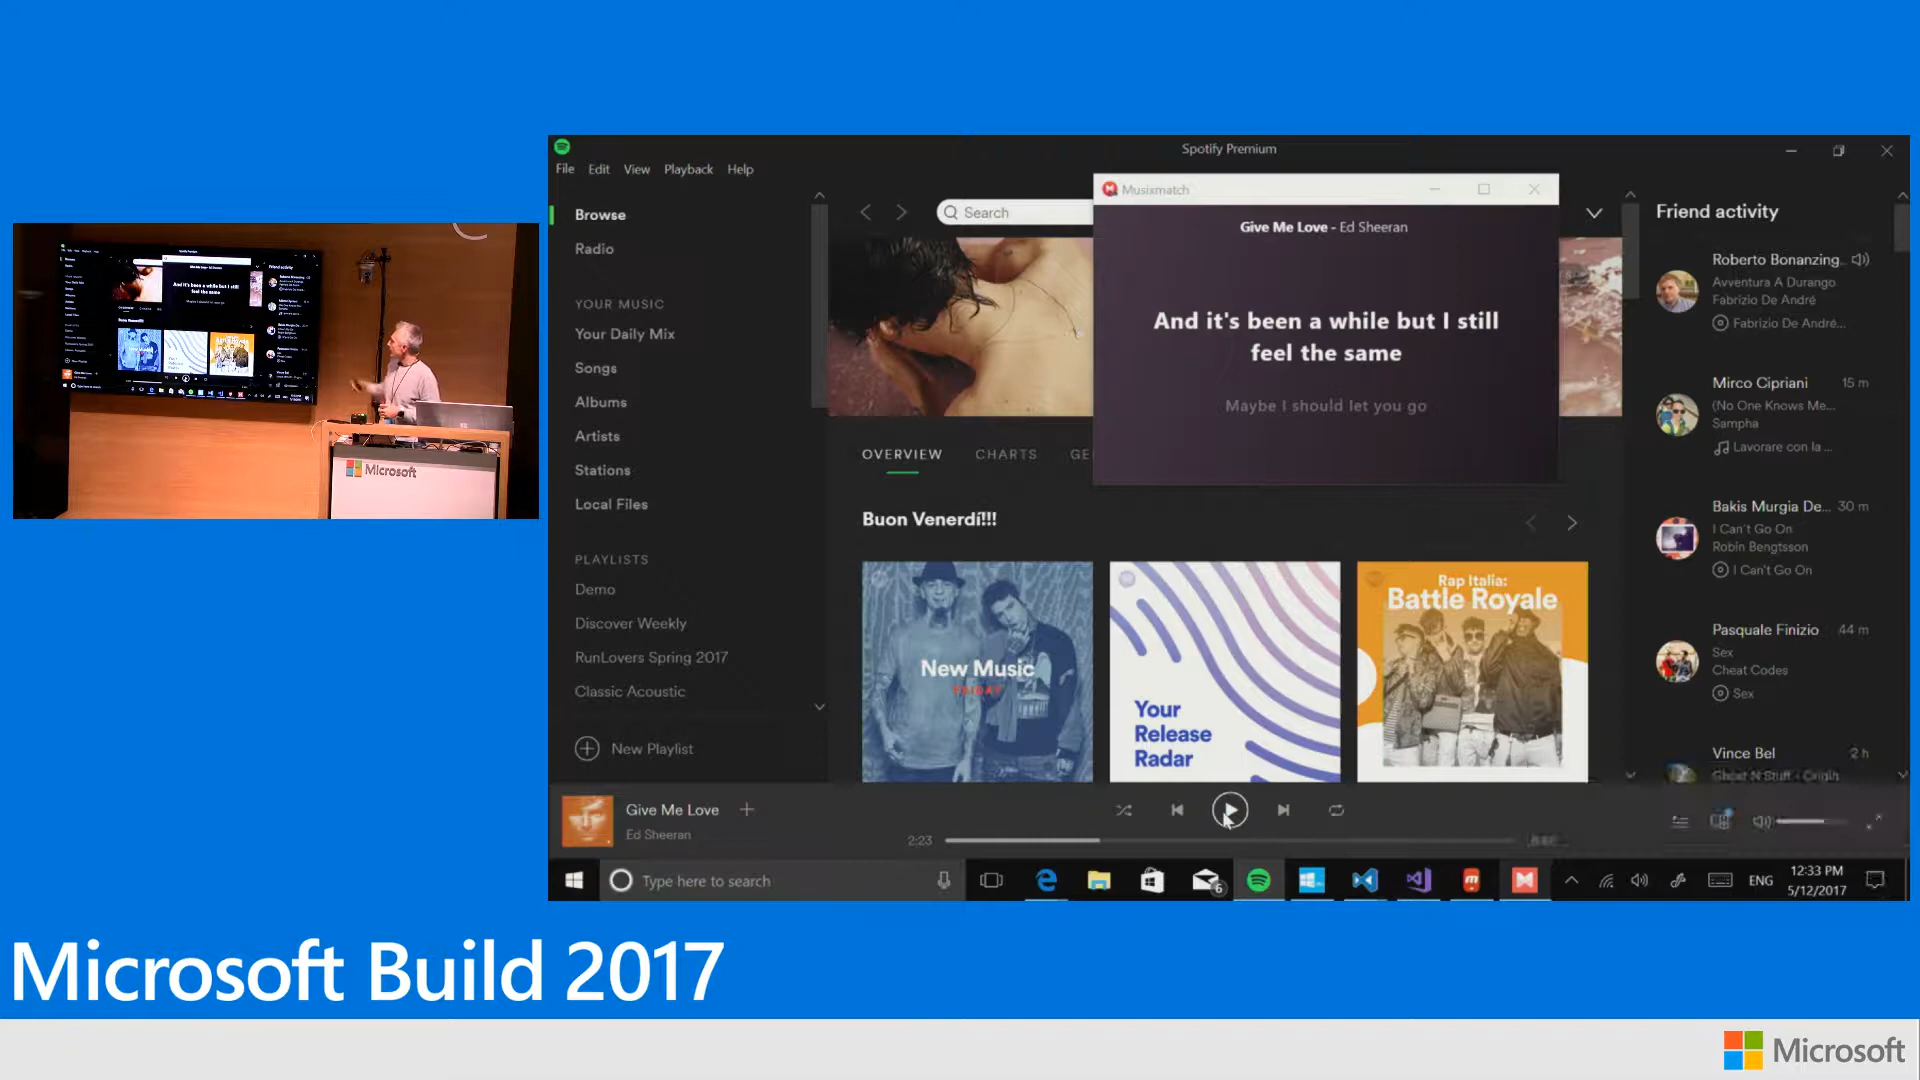 Spotify Premium
File Edit View Playback Help
Browse
Radio
YOUR MUSIC
Your Daily Mix
Songs
Albums
Artists
Stations
Local Files
PLAYLISTS
Demo
Discover Weekly
RunLovers Spring 2017
Classic Acoustic
New Playlist
Search
Musixmatch
Give Me Love - Ed Sheeran
And it's been a while but I still
feel the same
Maybe I should let you go
OVERVIEW CHARTS GE
Buon Venerdì!!!
New Music
FRIDAY
Your
Release
Radar
Rap Italia:
Battle Royale
Friend activity
Roberto Bonanzing...
Avventura A Durango
Fabrizio De André
Fabrizio De André...
Mirco Cipriani 15 m
(No One Knows Me...
Sampha
Lavorare con la ...
Bakis Murgia De... 30 m
I Can't Go On
Robin Bengtsson
I Can't Go On
Pasquale Finizio 44 m
Sex
Cheat Codes
Sex
Vince Bel 2 h
Ghost N Stuff - Origin
Give Me Love
Ed Sheeran
2:23
Type here to search
6
ENG
12:33 PM
5/12/2017
Microsoft
Microsoft Build 2017
Microsoft